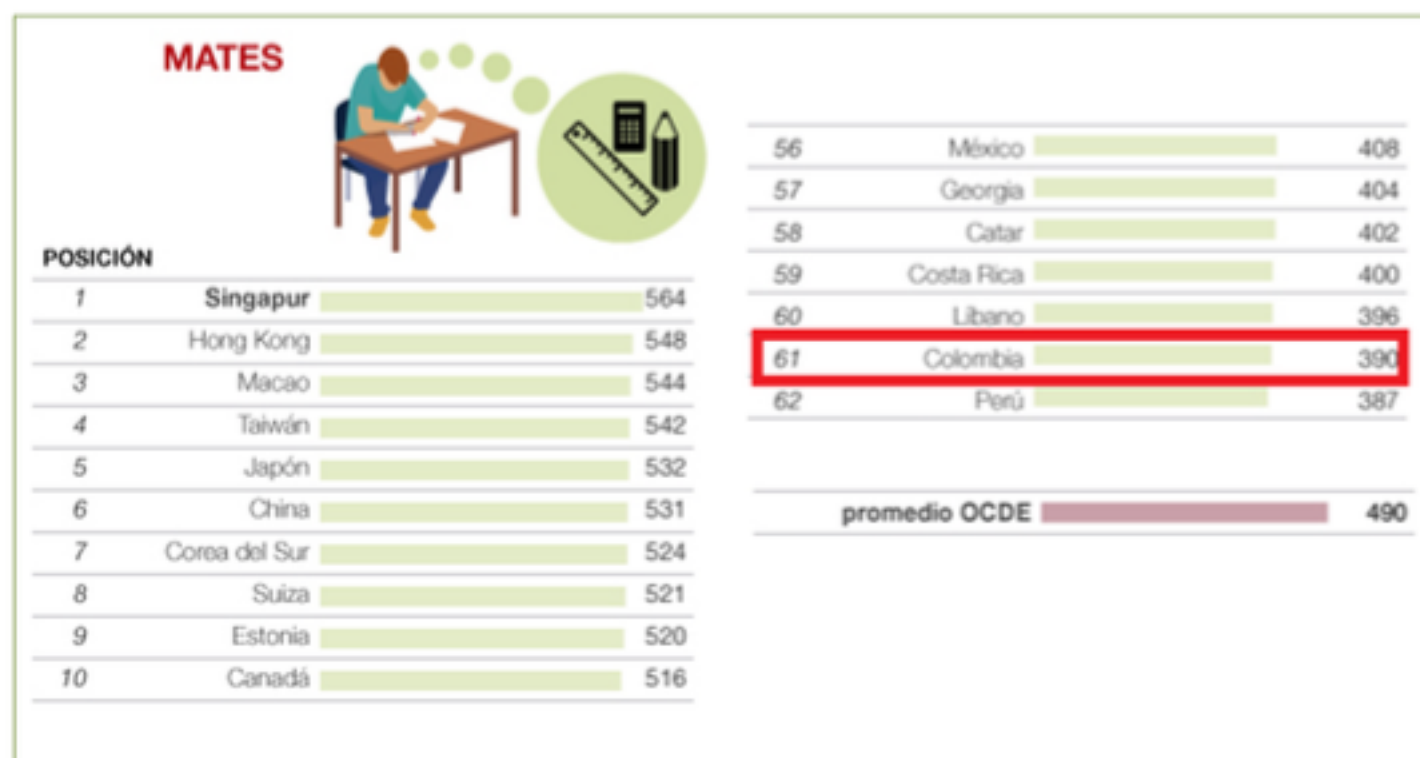 MATES
POSICIÓN
1 Singapur 564
2 Hong Kong 548
3 Macao 544
4 Taiwán 542
5 Japón 532
6 China 531
7 Corea del Sur 524
8 Suiza 521
9 Estonia 520
10 Canadá 516
56 México 408
57 Georgia 404
58 Catar 402
59 Costa Rica 400
60 Líbano 396
61 Colombia 390
62 Perú 387
promedio OCDE 490